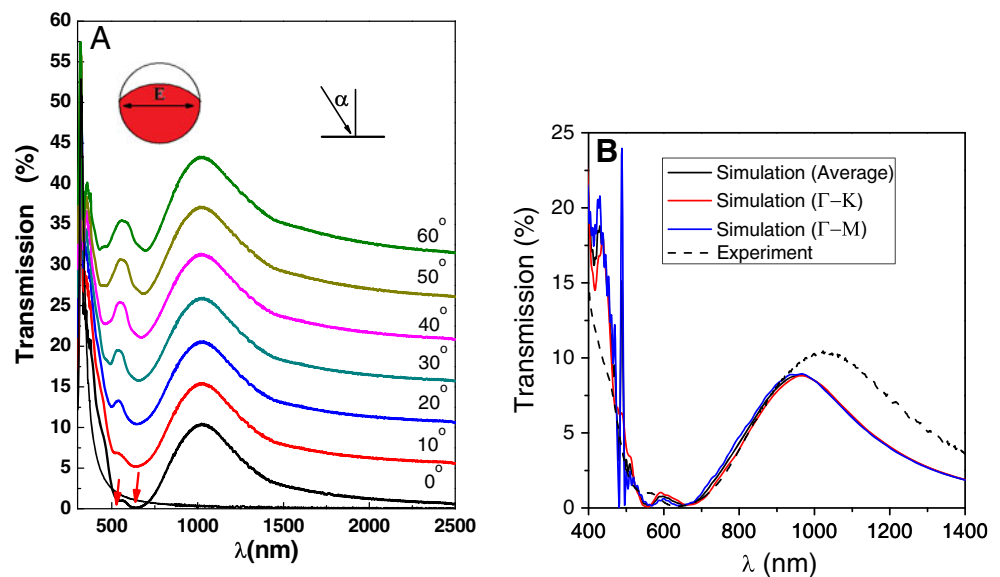 A
Transmission (%)
60
55
50
45
40
35
30
25
20
15
10
5
0
E
α
60°
50°
40°
30°
20°
10°
0°
500 1000 1500 2000 2500
λ(nm)
B
Transmission (%)
25
20
15
10
5
0
Simulation (Average)
Simulation (Γ–K)
Simulation (Γ–M)
Experiment
400 600 800 1000 1200 1400
λ (nm)